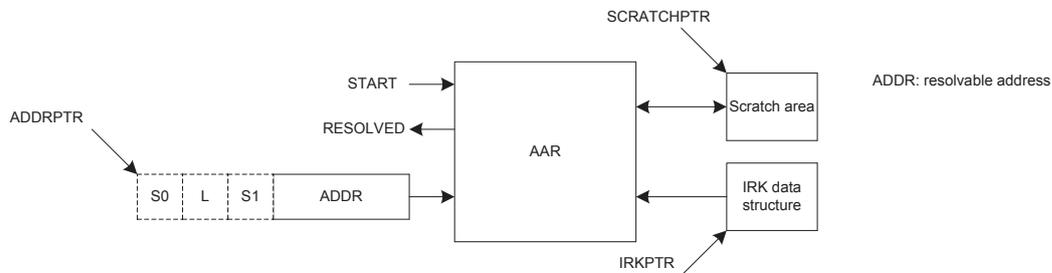 SCRATCHPTR
START
ADDR: resolvable address
Scratch area
ADDRPTR
RESOLVED
AAR
S0 L S1 ADDR
IRK data
structure
IRKPTR